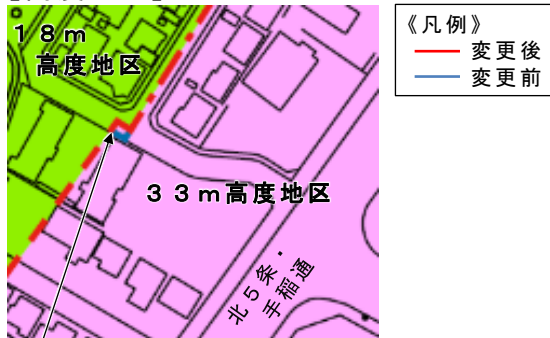 18m
高度地区
33m高度地区
北5条・
手稲通
《凡例》
変更後
変更前